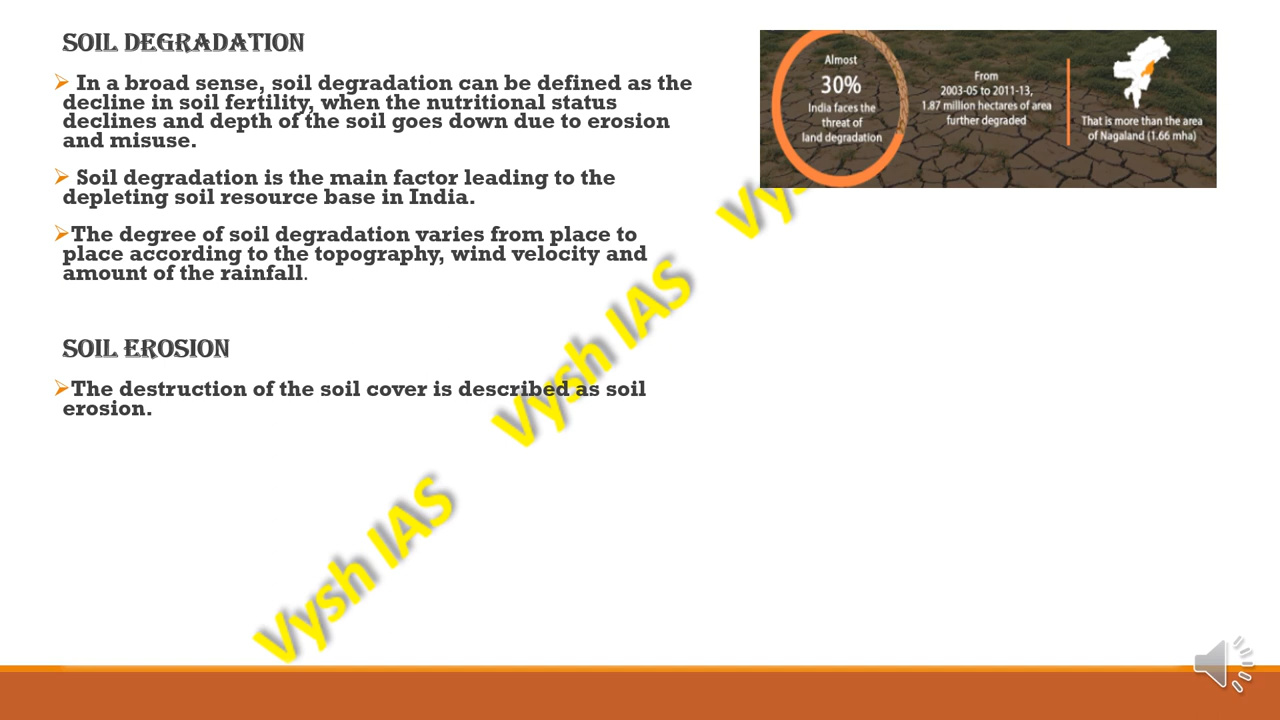 SOIL DEGRADATION
In a broad sense, soil degradation can be defined as the
decline in soil fertility, when the nutritional status
declines and depth of the soil goes down due to erosion
and misuse.
Soil degradation is the main factor leading to the
depleting soil resource base in India.
The degree of soil degradation varies from place to
place according to the topography, wind velocity and
amount of the rainfall.
SOIL EROSION
The destruction of the soil cover is described as soil
erosion.
Almost
30%
India faces the
threat of
land degradation
From
2003-05 to 2011-13,
1.87 million hectares of area
further degraded
That is more than the area
of Nagaland (1.66 mha)
Vy
Vysh IAS
Vysh IAS